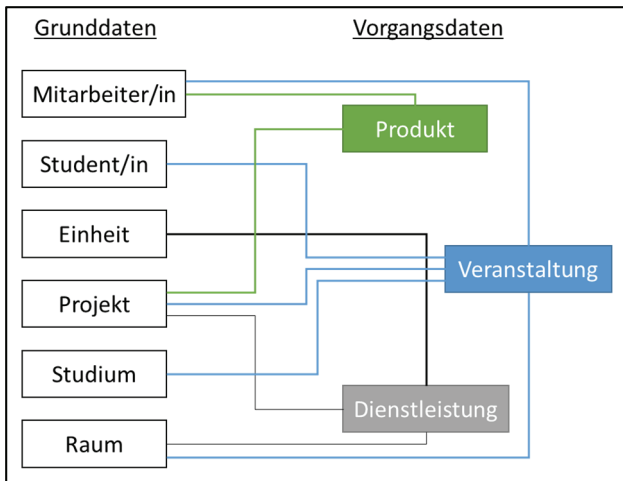 Grunddaten
Vorgangsdaten
Mitarbeiter/in
Produkt
Student/in
Einheit
Veranstaltung
Projekt
Studium
Dienstleistung
Raum